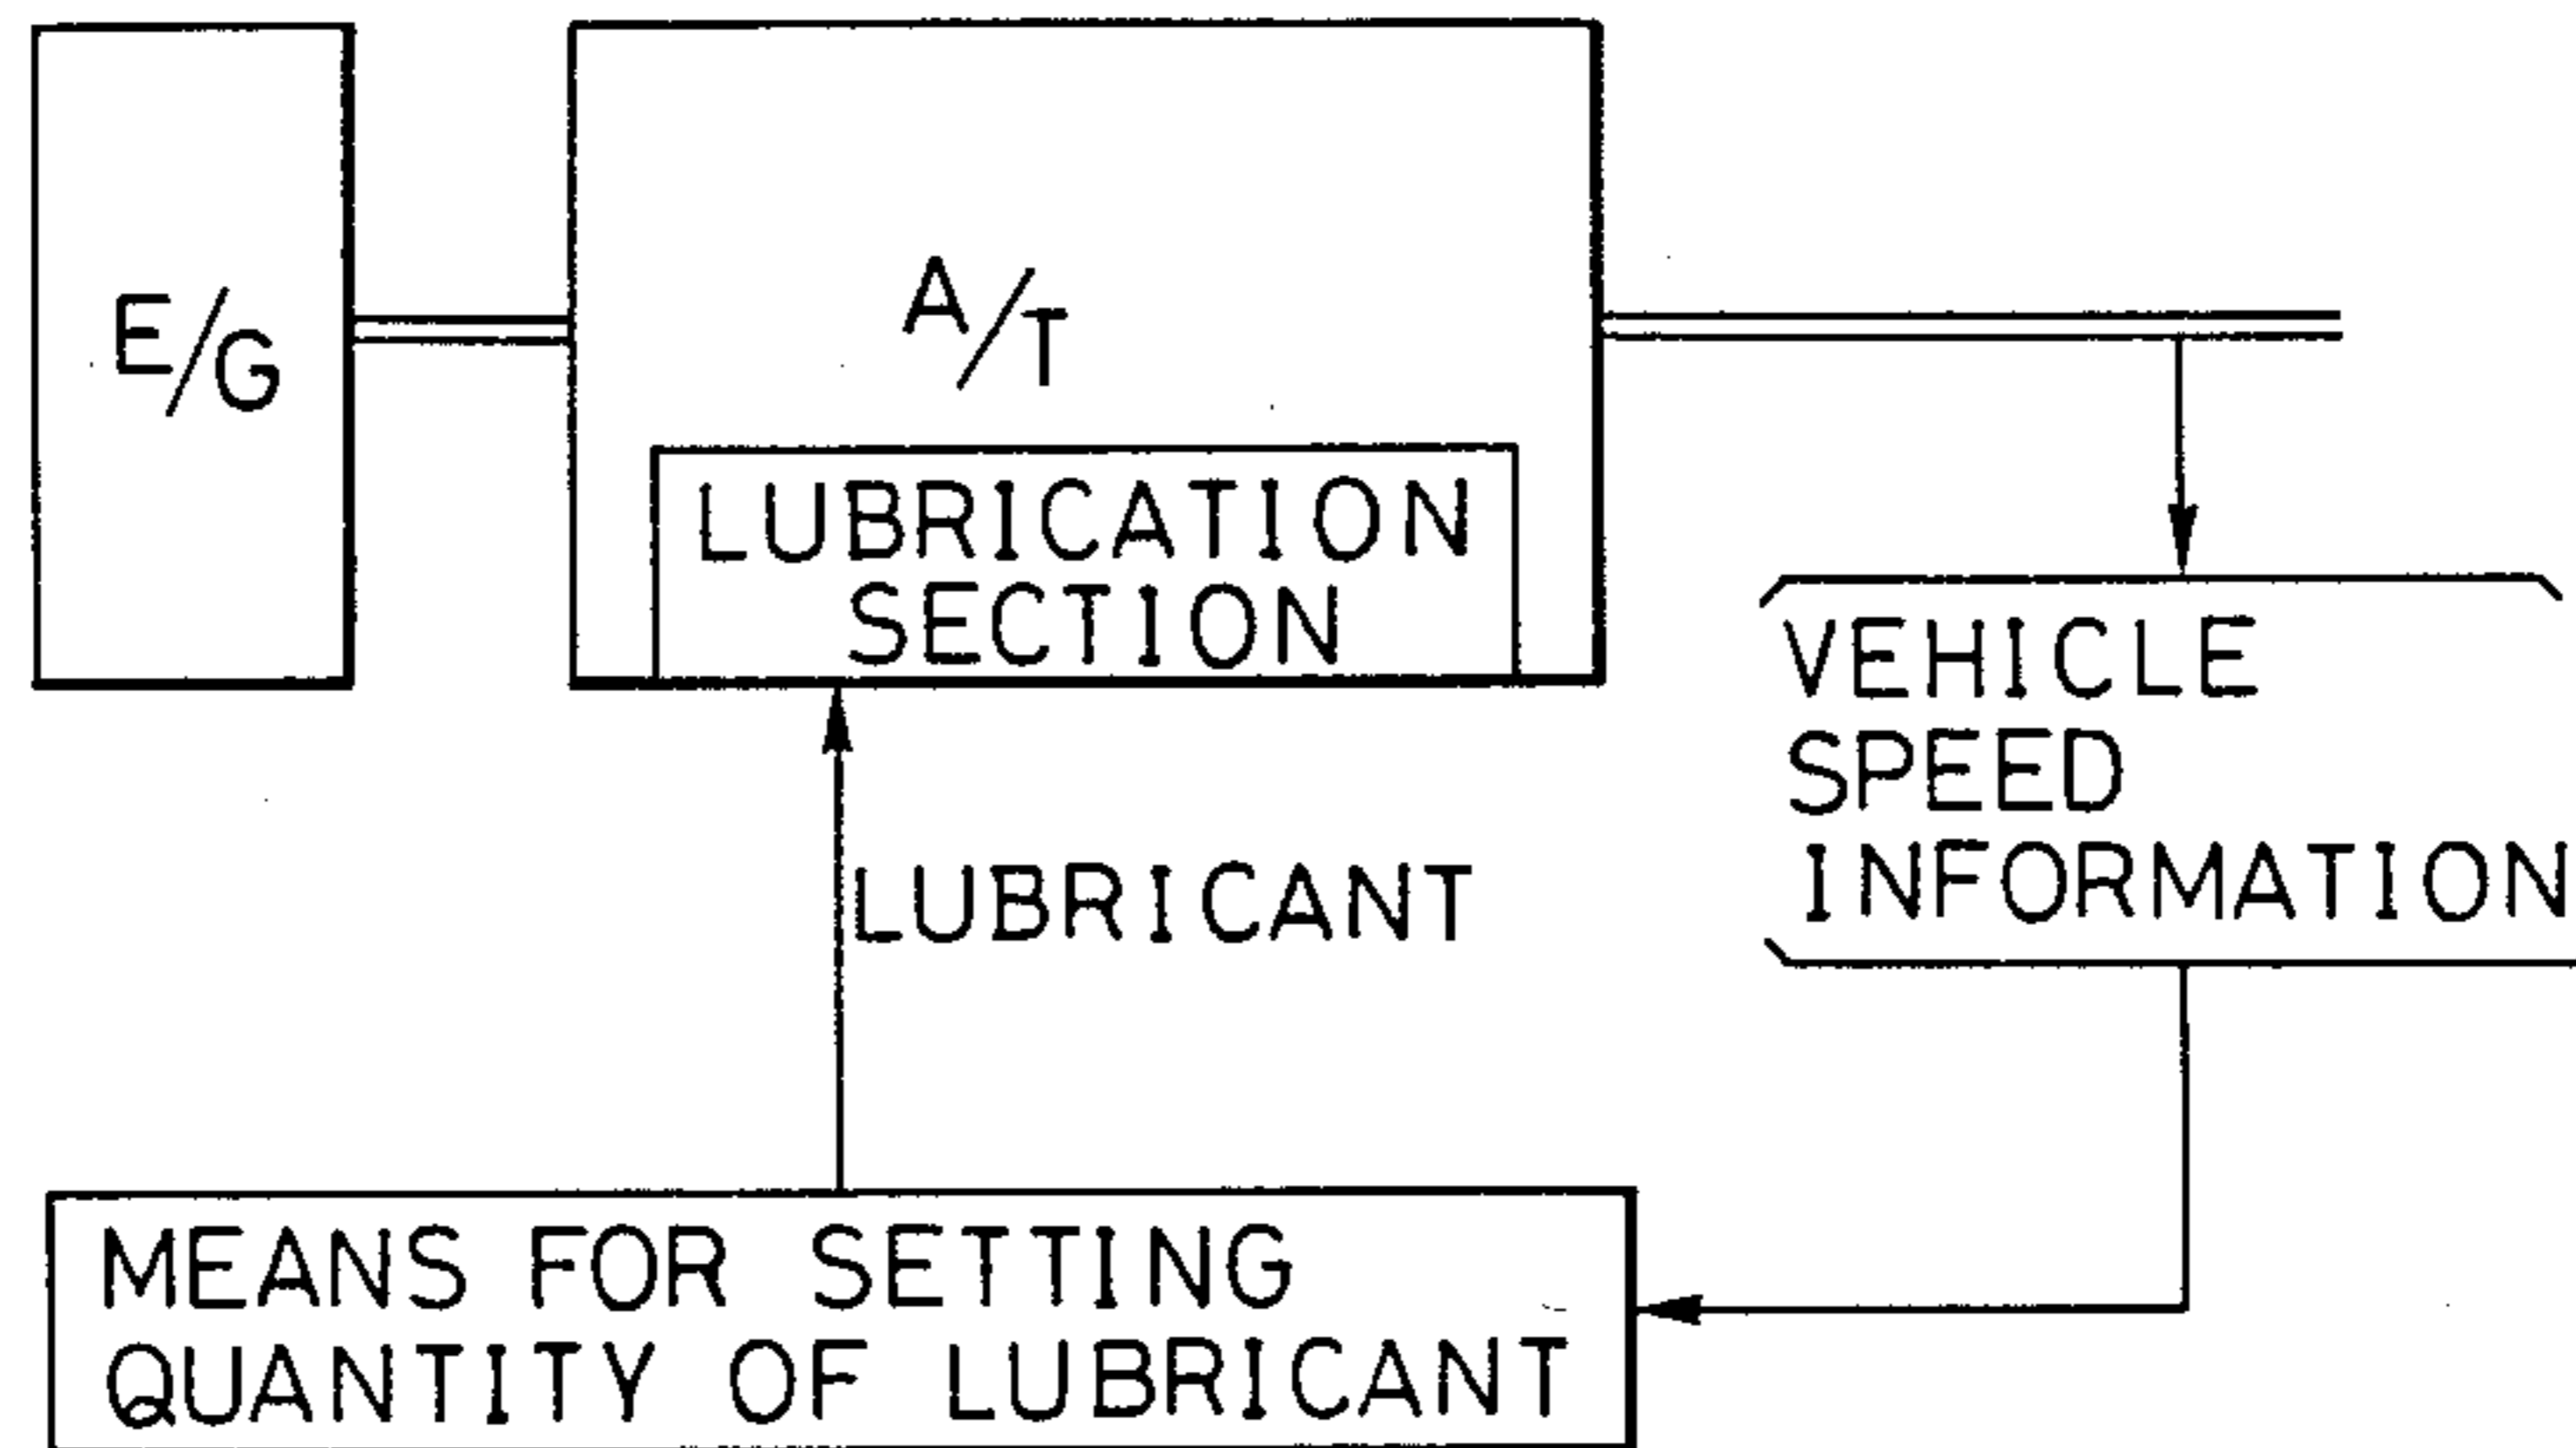 E/G
A/T
LUBRICATION
SECTION
VEHICLE
SPEED
INFORMATION
LUBRICANT
MEANS FOR SETTING
QUANTITY OF LUBRICANT